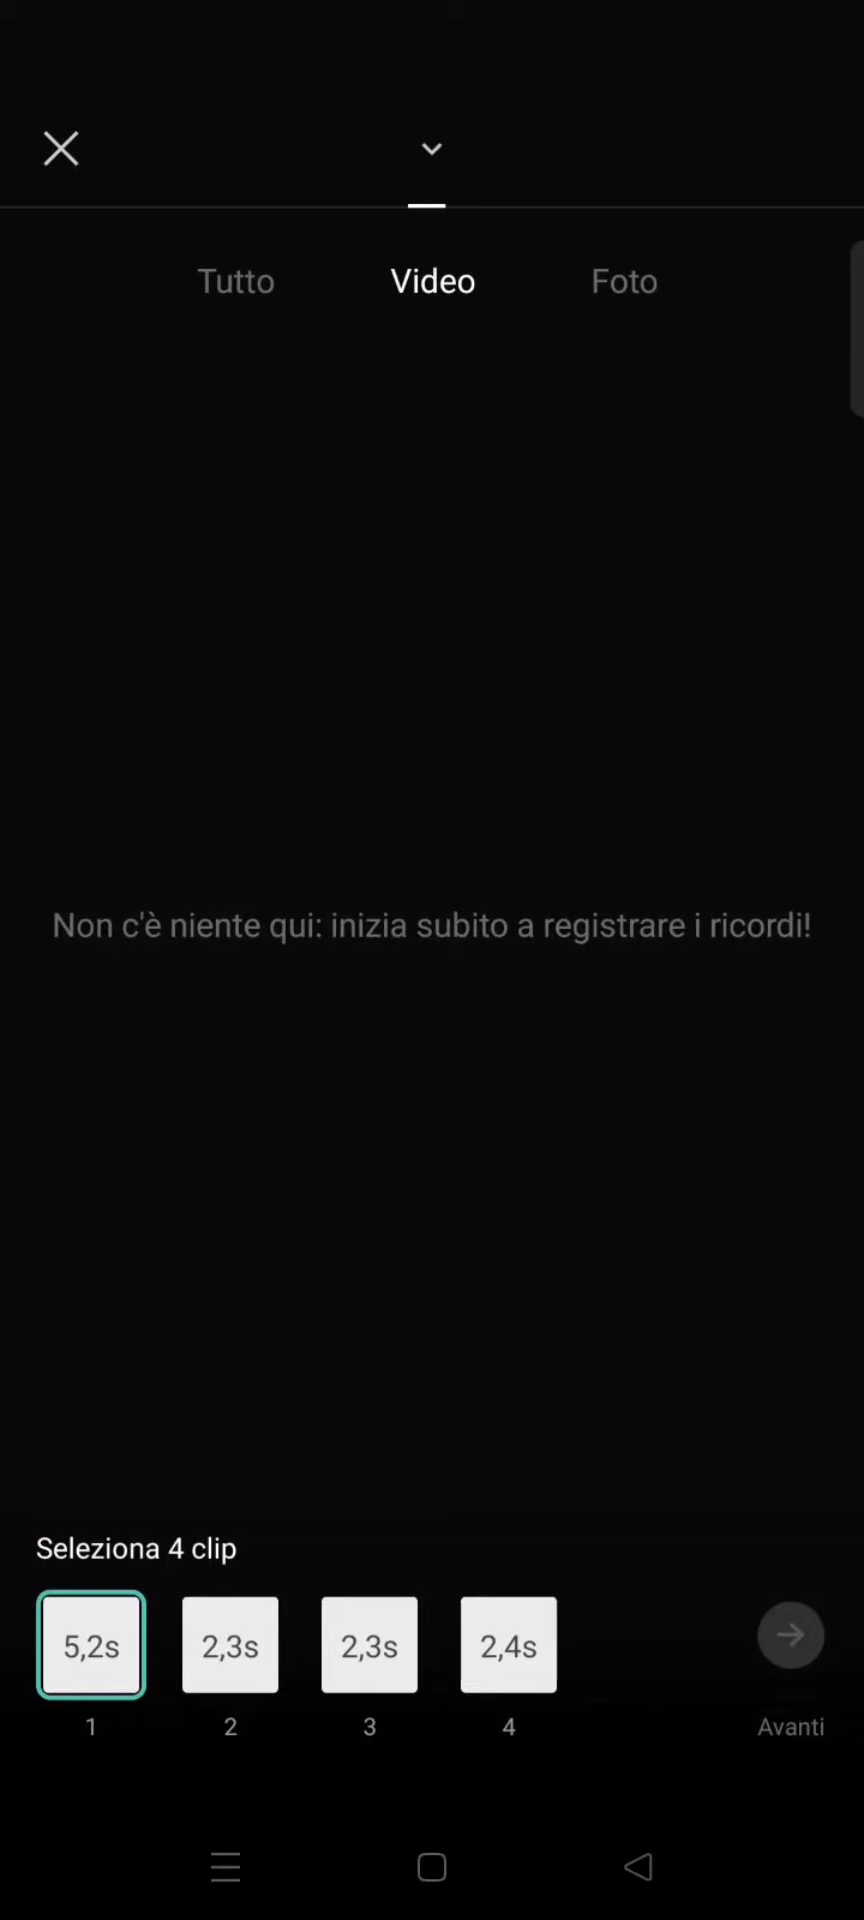 Tutto Video Foto
Non c'è niente qui: inizia subito a registrare i ricordi!
Seleziona 4 clip
5,2s 2,3s 2,3s 2,4s
1 2 3 4 Avanti